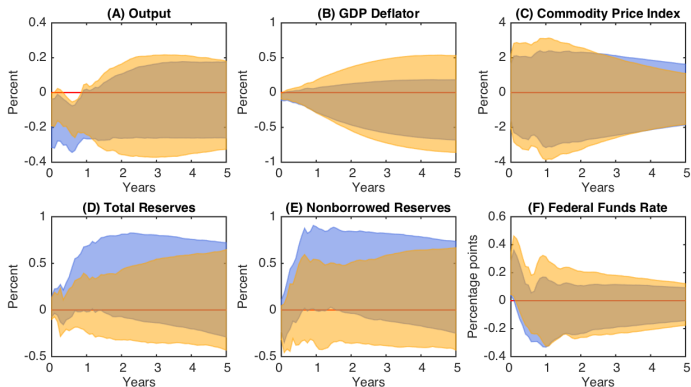 (A) Output
(B) GDP Deflator
(C) Commodity Price Index
Percent
0.4
0.2
0
-0.2
-0.4
0 1 2 3 4 5
Years
Percent
1
0.5
0
-0.5
-1
0 1 2 3 4 5
Years
Percent
4
2
0
-2
-4
0 1 2 3 4 5
Years
(D) Total Reserves
(E) Nonborrowed Reserves
(F) Federal Funds Rate
Percent
1
0.5
0
-0.5
0 1 2 3 4 5
Years
Percent
1
0.5
0
-0.5
0 1 2 3 4 5
Years
Percentage points
0.6
0.4
0.2
0
-0.2
-0.4
0 1 2 3 4 5
Years